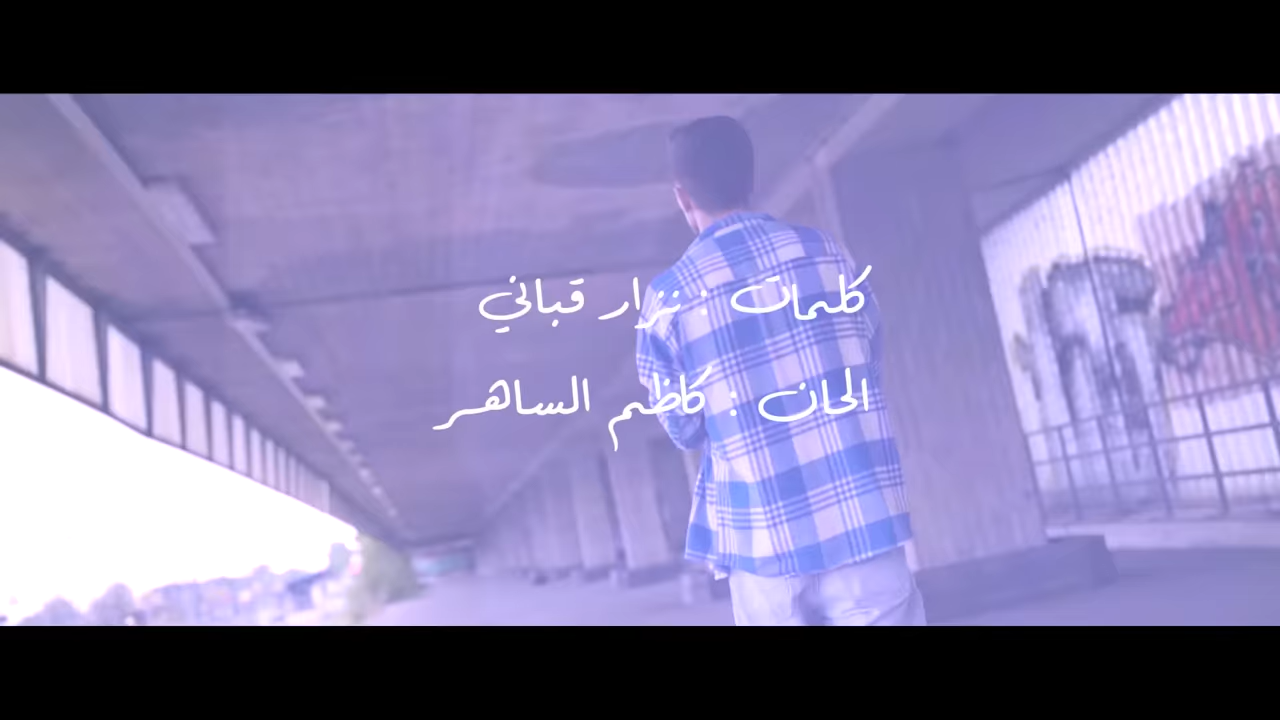 كلمات : نزار قباني
الحان : كاظم الساهر